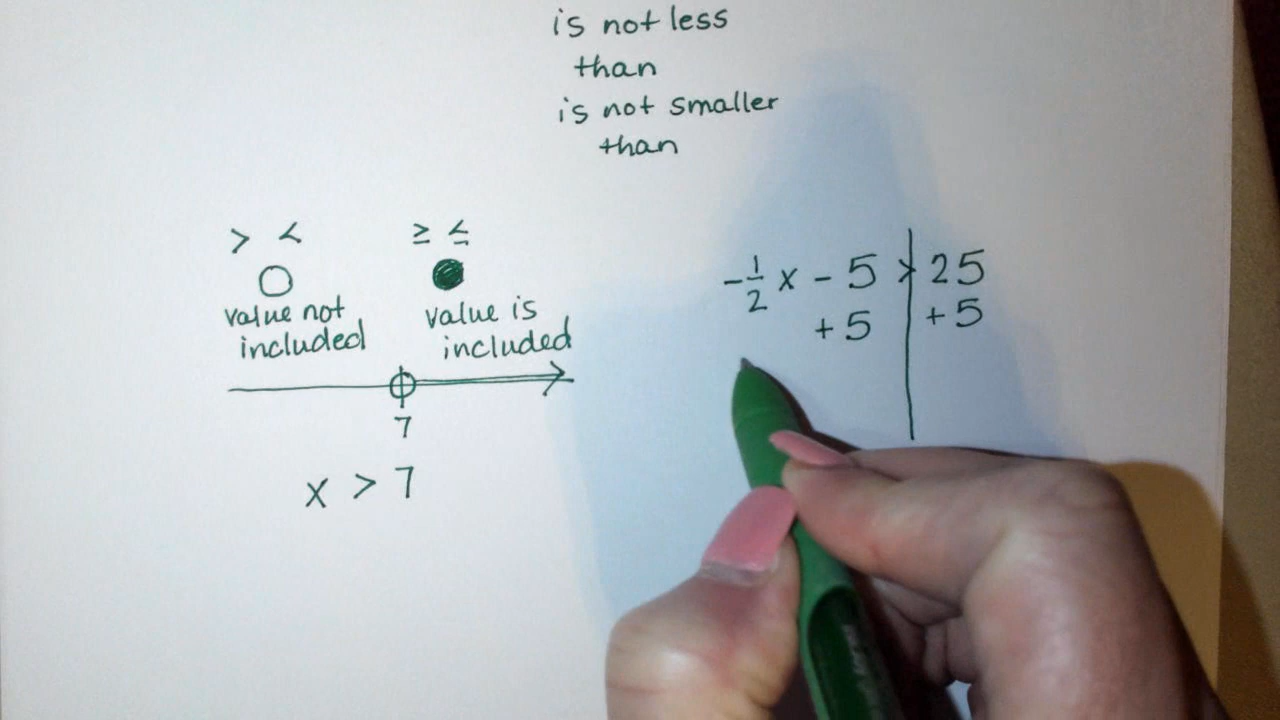 is not less
than
is not smaller
than
> <
value not
included
≥ ≤
value is
included
7
x > 7
-1/2 x - 5 > 25
+5 +5